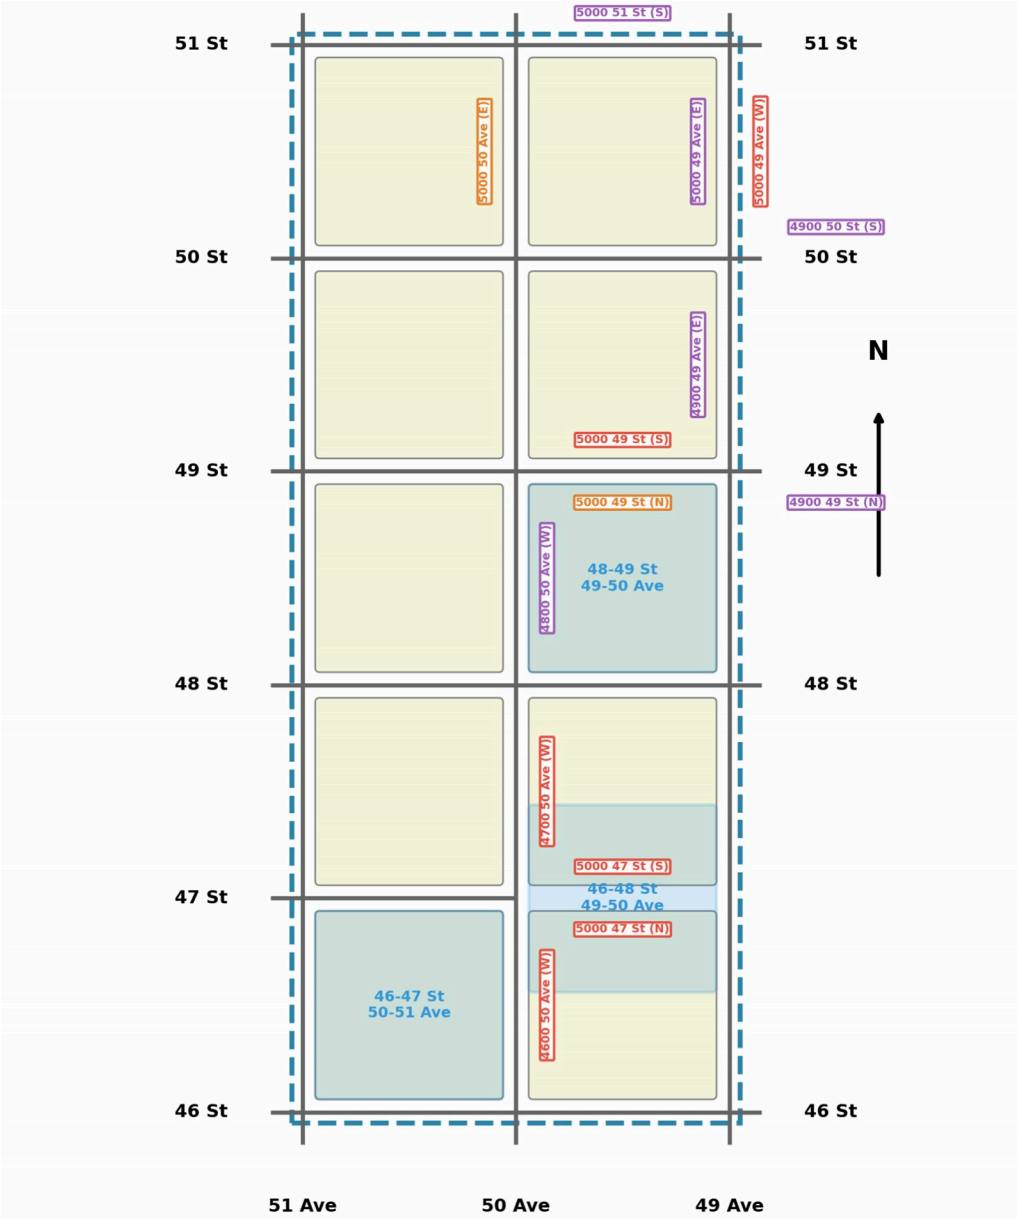 5000 51 St (S)
51 St
51 St
5000 50 Ave (E)
5000 49 Ave (E)
5000 49 Ave (W)
4900 50 St (S)
50 St
50 St
4900 49 Ave (E)
N
5000 49 St (S)
49 St
49 St
5000 49 St (N)
4900 49 St (N)
4800 50 Ave (W)
48-49 St
49-50 Ave
48 St
48 St
4700 50 Ave (W)
5000 47 St (S)
47 St
46-48 St
49-50 Ave
5000 47 St (N)
4600 50 Ave (W)
46-47 St
50-51 Ave
46 St
46 St
51 Ave
50 Ave
49 Ave